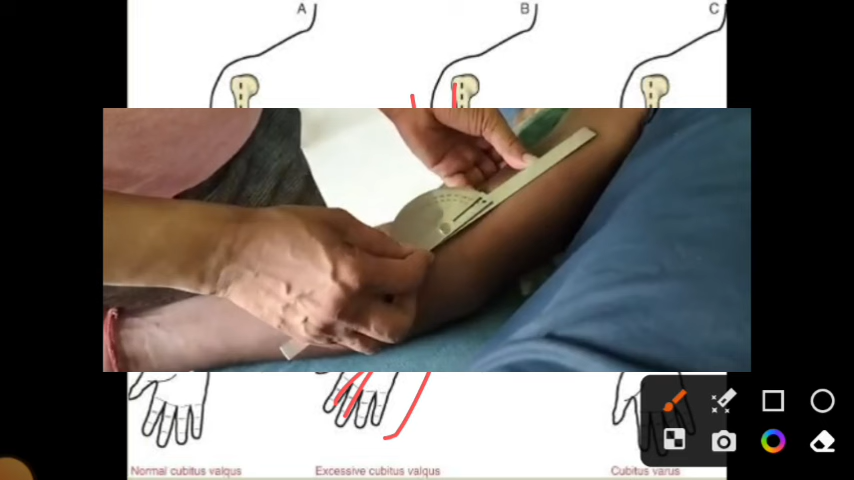 A
B
C
Normal cubitus valgus
Excessive cubitus valgus
Cubitus varus